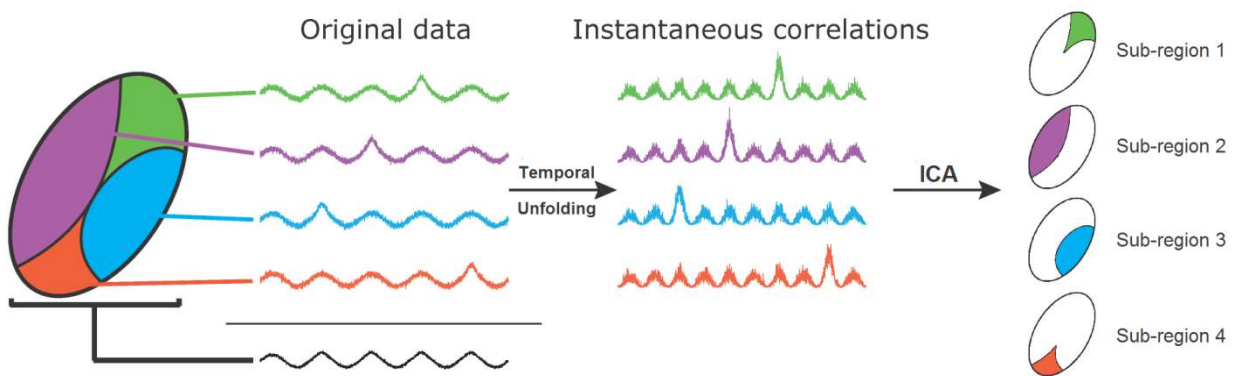 Original data
Instantaneous correlations
Sub-region 1
Sub-region 2
Temporal
Unfolding
ICA
Sub-region 3
Sub-region 4